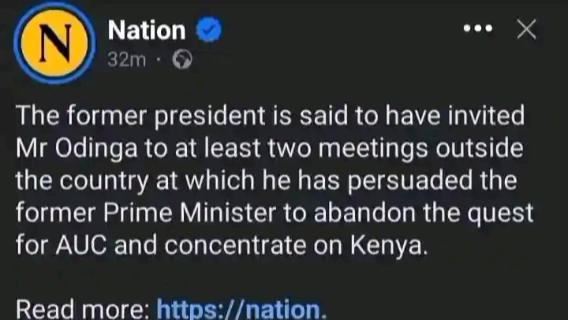 N
Nation
32m ·
The former president is said to have invited
Mr Odinga to at least two meetings outside
the country at which he has persuaded the
former Prime Minister to abandon the quest
for AUC and concentrate on Kenya.
Read more: https://nation.